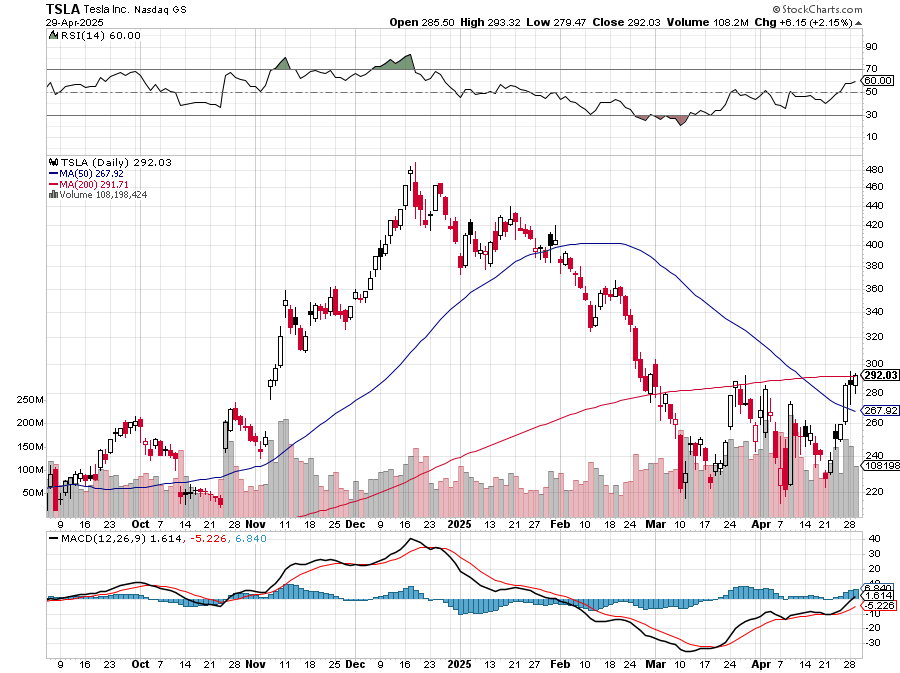 TSLA Tesla Inc. Nasdaq GS
© StockCharts.com
29-Apr-2025
Open 285.50 High 293.32 Low 279.47 Close 292.03 Volume 108.2M Chg +6.15 (+2.15%)
RSI(14) 60.00
90
70
60.00
50
30
10
TSLA (Daily) 292.03
MA(50) 267.92
MA(200) 291.71
Volume 108,198,424
480
460
440
420
400
380
360
340
320
300
292.03
280
267.92
260
240
108198
220
250M
200M
150M
100M
50M
9 16 23 Oct 7 14 21 28 Nov 11 18 25 Dec 9 16 23 2025 13 21 27 Feb 10 18 24 Mar 10 17 24 Apr 7 14 21 28
MACD(12,26,9) 1.614, -5.226, 6.840
40
30
20
10
6.840
1.614
-5.226
-10
-20
-30
9 16 23 Oct 7 14 21 28 Nov 11 18 25 Dec 9 16 23 2025 13 21 27 Feb 10 18 24 Mar 10 17 24 Apr 7 14 21 28